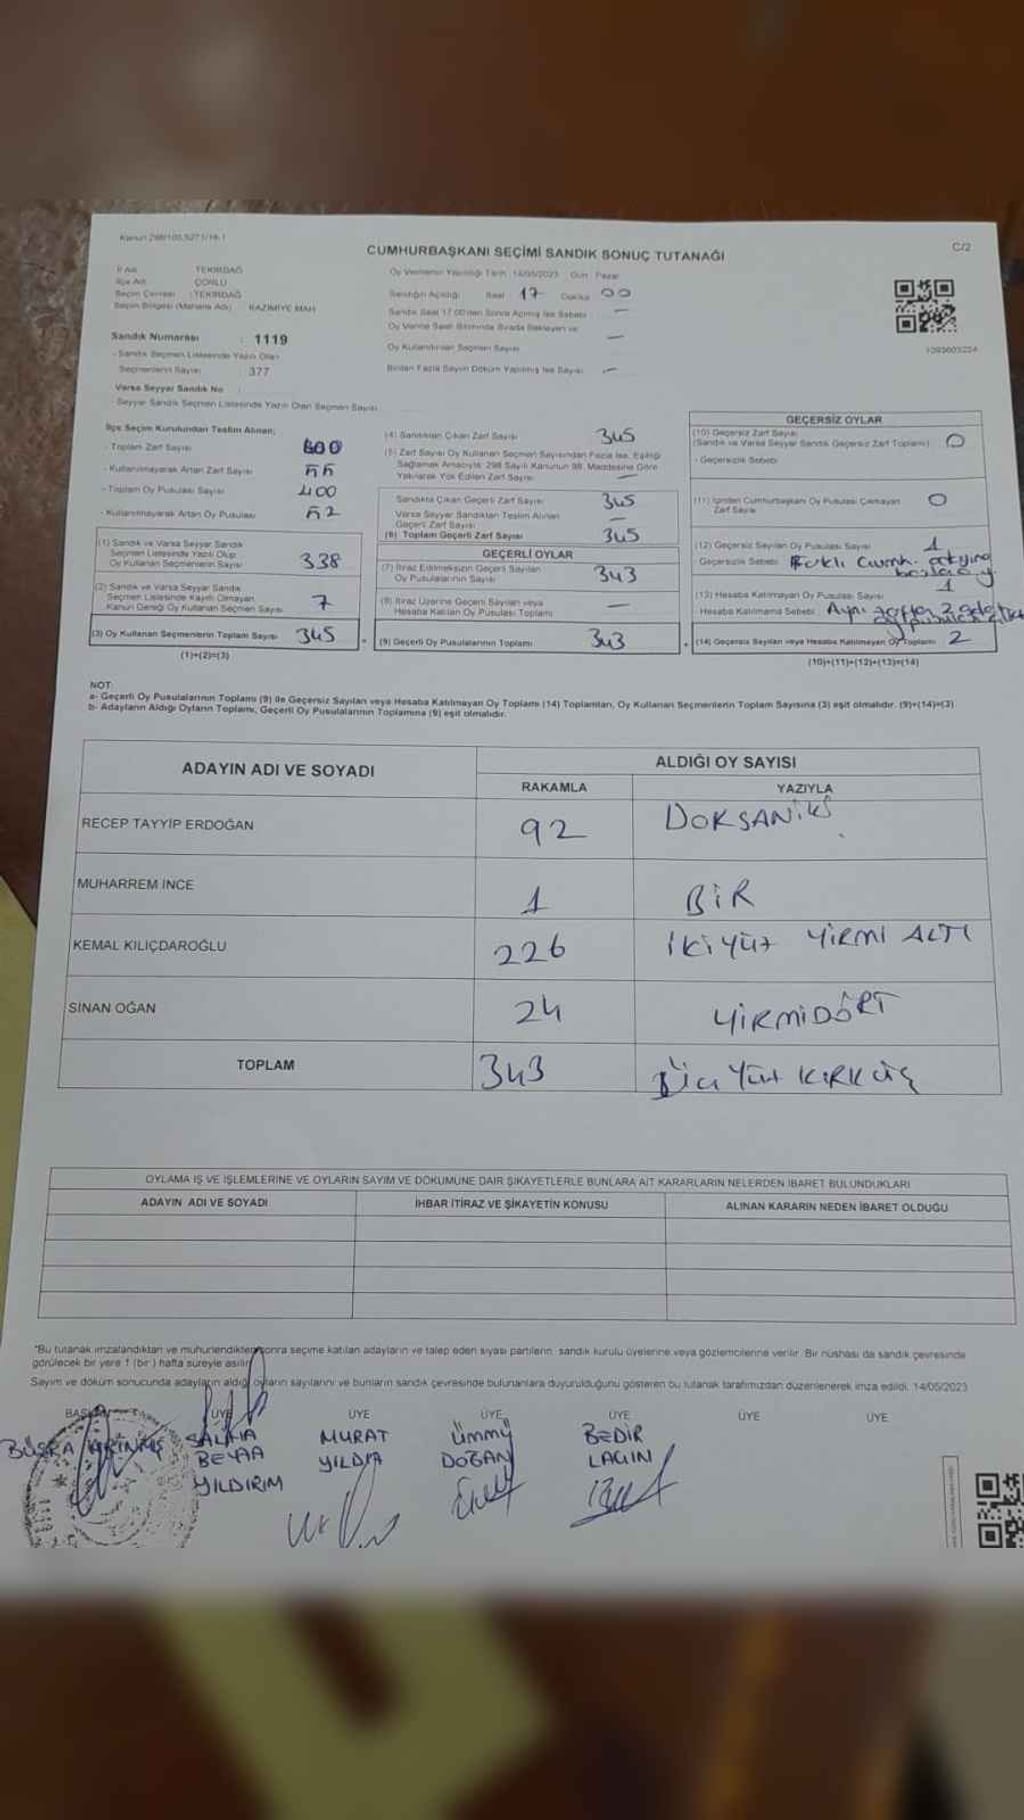 CUMHURBAŞKANI SEÇİMİ SANDIK SONUÇ TUTANAĞI
C/2
İl Adı TEKİRDAĞ
İlçe Adı ÇORLU
Seçim Çevresi : TEKİRDAĞ
Seçim Bölgesi (Mahalle Adı) KAZIMİYE MAH
Sandık Numarası : 1119
- Sandık Seçmen Listesinde Yazılı Olan
Seçmenlerin Sayısı 377
Varsa Seyyar Sandık No :
- Seyyar Sandık Seçmen Listesinde Yazılı Olan Seçmen Sayısı
Oy Vermenin Yapıldığı Tarih : 14/05/2023 Gün : Pazar
Sandığın Açıldığı Saat : 17 Dakika 00
Sandık Saat 17.00'den Sonra Açılmış İse Sebebi —
Oy Verme Saati Bitiminde Sırada Bekleyen ve
Oy Kullandırılan Seçmen Sayısı —
Birden Fazla Sayım Döküm Yapılmış İse Sayısı —
İlçe Seçim Kurulundan Teslim Alınan;
- Toplam Zarf Sayısı 400
- Kullanılmayarak Artan Zarf Sayısı 55
- Toplam Oy Pusulası Sayısı 400
- Kullanılmayarak Artan Oy Pusulası 52
(1) Sandık ve Varsa Seyyar Sandık
Seçmen Listesinde Yazılı Olup
Oy Kullanan Seçmenlerin Sayısı 338
(2) Sandık ve Varsa Seyyar Sandık
Seçmen Listesinde Kayıtlı Olmayan
Kanun Gereği Oy Kullanan Seçmen Sayısı 7
(3) Oy Kullanan Seçmenlerin Toplam Sayısı 345
(1)+(2)=(3)
(4) Sandıktan Çıkan Zarf Sayısı 345
(5) Zarf Sayısı Oy Kullanan Seçmen Sayısından Fazla İse, Eşitliği
Sağlamak Amacıyla 298 Sayılı Kanunun 98. Maddesine Göre
Yakılarak Yok Edilen Zarf Sayısı —
Sandıkta Çıkan Geçerli Zarf Sayısı 345
Varsa Seyyar Sandıktan Teslim Alınan
Geçerli Zarf Sayısı —
(6) Toplam Geçerli Zarf Sayısı 345
GEÇERLİ OYLAR
(7) İtiraz Edilmeksizin Geçerli Sayılan
Oy Pusulalarının Sayısı 343
(8) İtiraz Üzerine Geçerli Sayılan veya
Hesaba Katılan Oy Pusulası Toplamı —
(9) Geçerli Oy Pusulalarının Toplamı 343
GEÇERSİZ OYLAR
(10) Geçersiz Zarf Sayısı
(Sandık ve Varsa Seyyar Sandık Geçersiz Zarf Toplamı) 0
- Geçersizlik Sebebi
(11) İçinden Cumhurbaşkanı Oy Pusulası Çıkmayan
Zarf Sayısı 0
(12) Geçersiz Sayılan Oy Pusulası Sayısı 1
Geçersizlik Sebebi
(13) Hesaba Katılmayan Oy Pusulası Sayısı 1
Hesaba Katılmama Sebebi Aynı
(14) Geçersiz Sayılan veya Hesaba Katılmayan Oy Toplamı 2
(10)+(11)+(12)+(13)=(14)
NOT:
a- Geçerli Oy Pusulalarının Toplamı (9) ile Geçersiz Sayılan veya Hesaba Katılmayan Oy Toplamı (14) Toplamları, Oy Kullanan Seçmenlerin Toplam Sayısına (3) eşit olmalıdır. (9)+(14)=(3)
b- Adayların Aldığı Oyların Toplamı, Geçerli Oy Pusulalarının Toplamına (9) eşit olmalıdır.
ADAYIN ADI VE SOYADI
ALDIĞI OY SAYISI
RAKAMLA YAZIYLA
RECEP TAYYİP ERDOĞAN 92 DOKSANİKİ
MUHARREM İNCE 1 BİR
KEMAL KILIÇDAROĞLU 226 İKİYÜZ YİRMİ ALTI
SİNAN OĞAN 24 YİRMİDÖRT
TOPLAM 343 ÜÇ YÜZ KIRK ÜÇ
OYLAMA İŞ VE İŞLEMLERİNE VE OYLARIN SAYIM VE DÖKÜMÜNE DAİR ŞİKAYETLERLE BUNLARA AİT KARARLARIN NELERDEN İBARET BULUNDUKLARI
ADAYIN ADI VE SOYADI İHBAR İTİRAZ VE ŞİKAYETİN KONUSU ALINAN KARARIN NEDEN İBARET OLDUĞU
"Bu tutanak imzalandıktan ve mühürlendikten sonra seçime katılan adayların ve talep eden siyasi partilerin, sandık kurulu üyelerine veya gözlemcilerine verilir. Bir nüshası da sandık çevresinde
görülecek bir yere 1 (bir) hafta süreyle asılır.
Sayım ve döküm sonucunda adayların aldığı oyların sayılarını ve bunların sandık çevresinde bulunanlara duyurulduğunu gösteren bu tutanak tarafımızdan düzenlenerek imza edildi. 14/05/2023
BAŞKAN ÜYE ÜYE ÜYE ÜYE ÜYE ÜYE
BÜŞRA
BEYZA
YILDIRIM
MURAT
ÜMMÜ
DOĞAN
BEDİR
LAÇİN